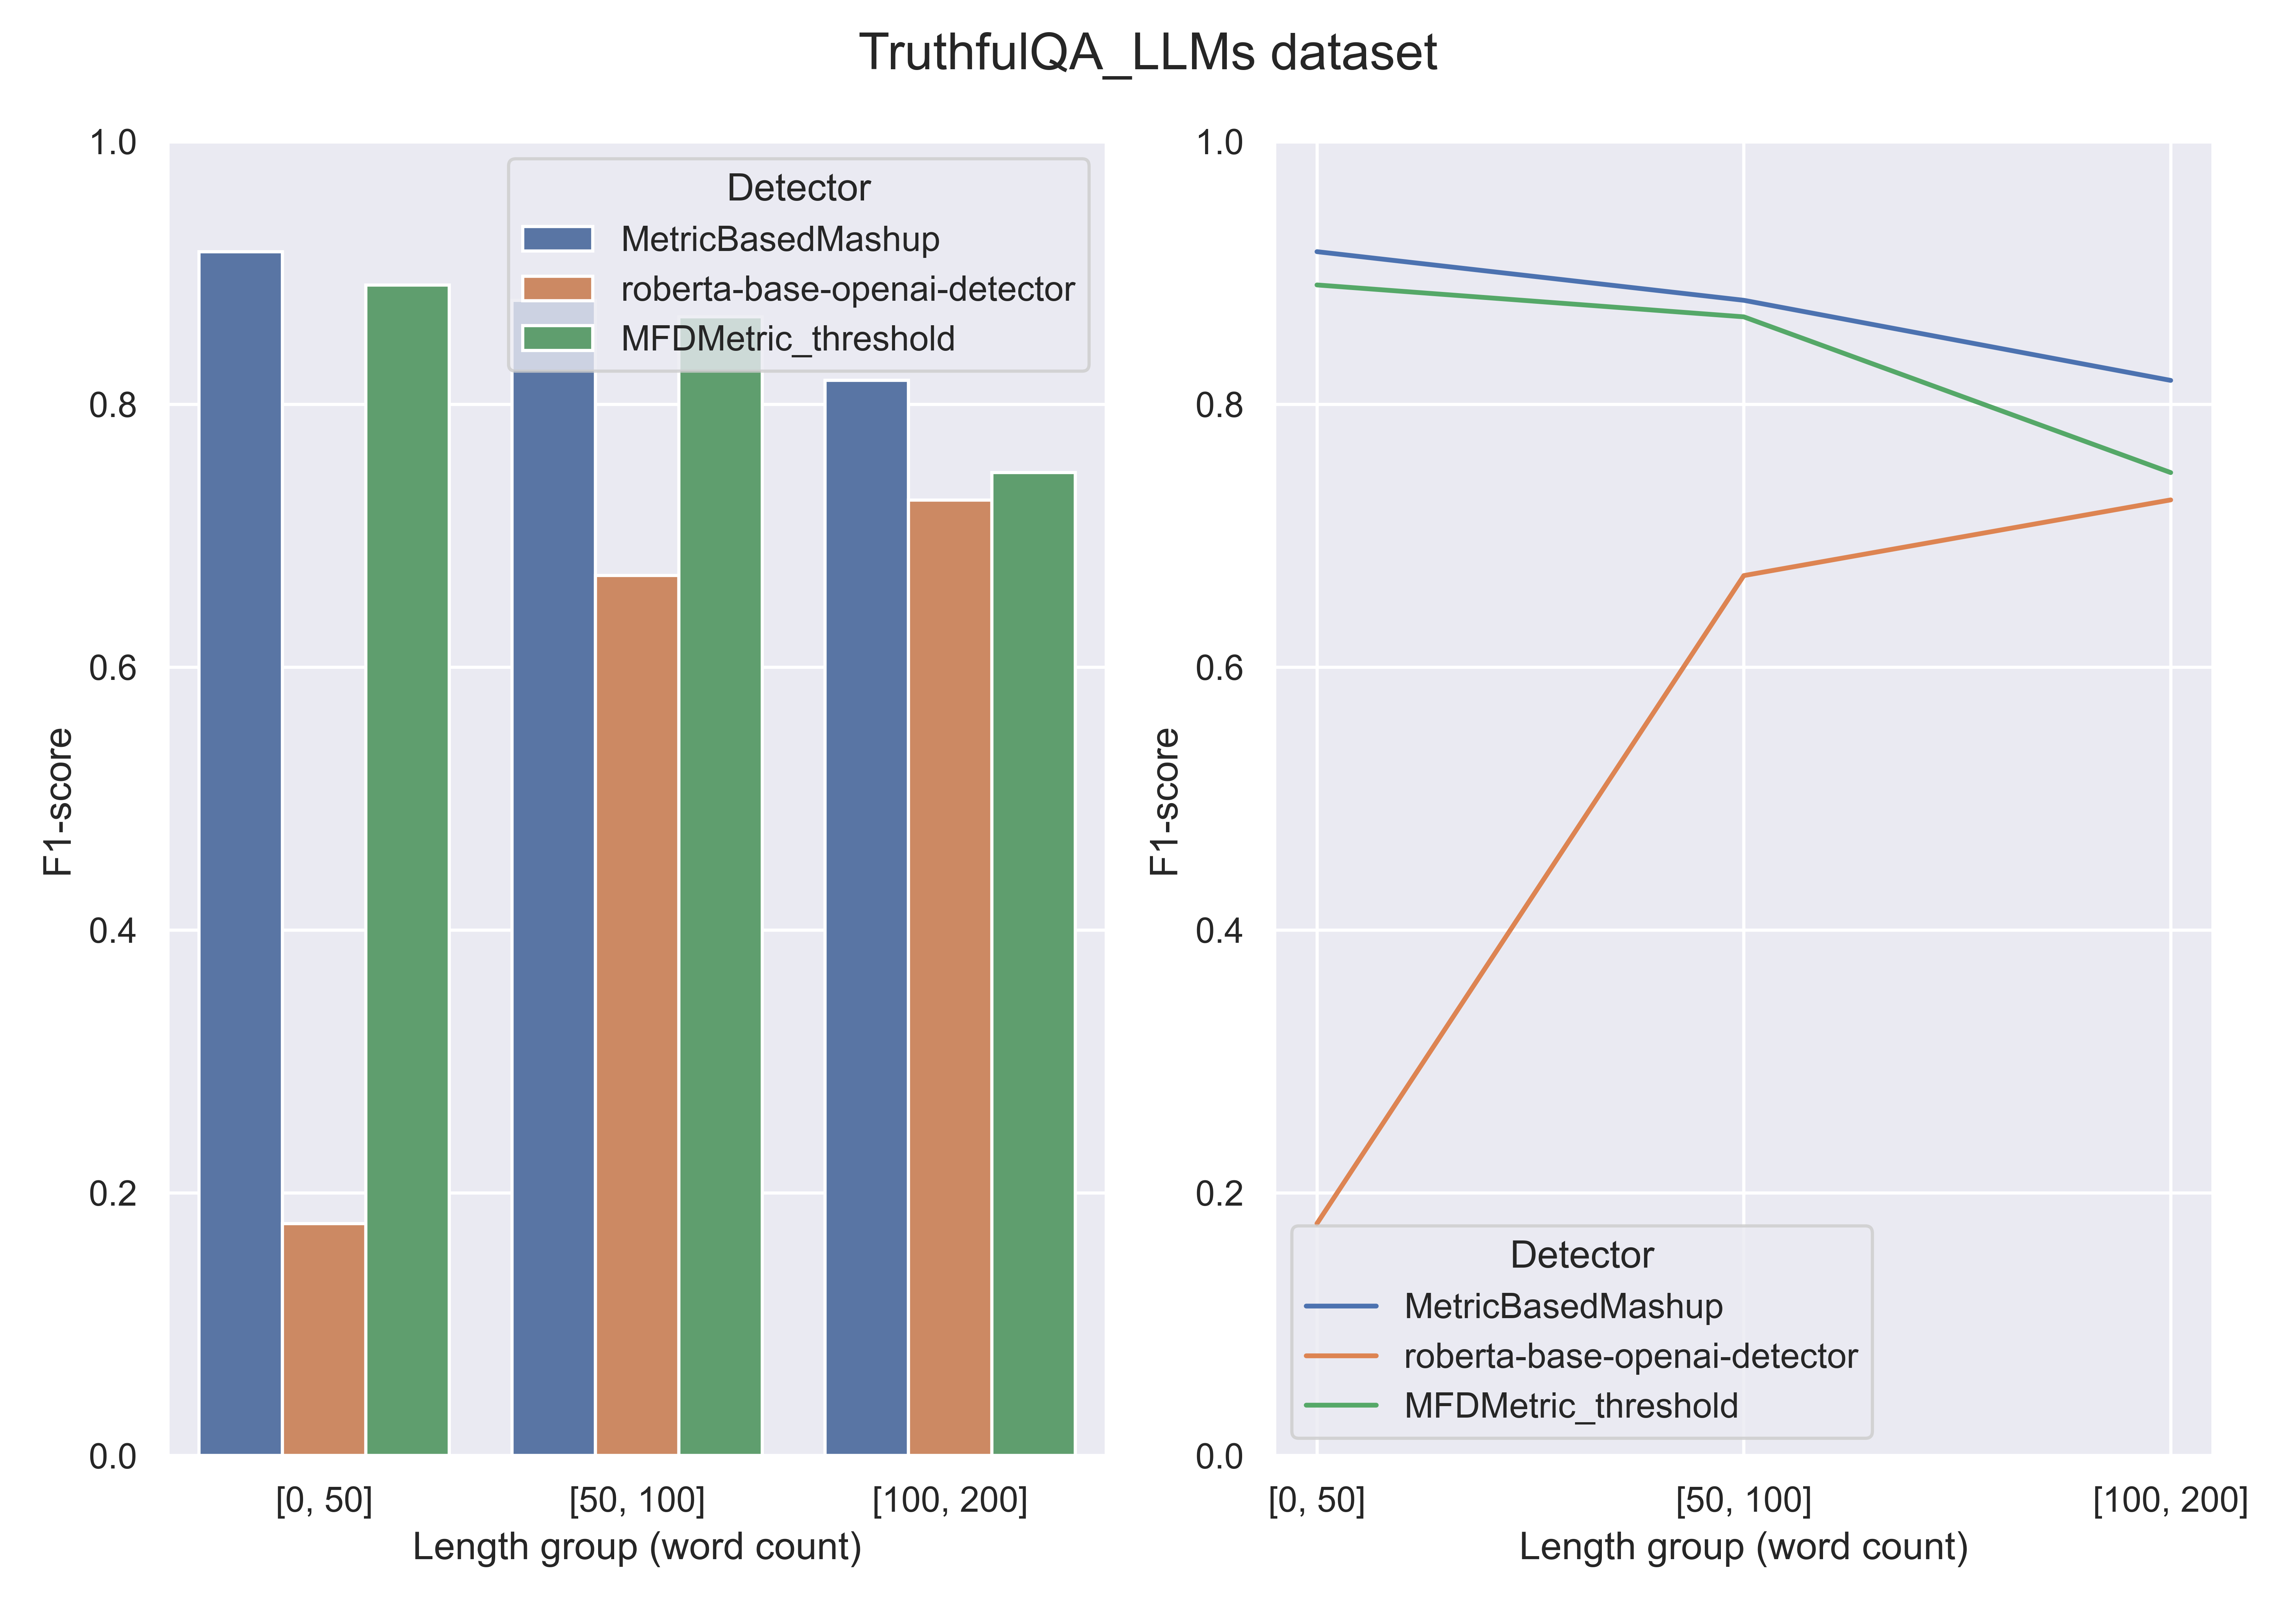 TruthfulQA_LLMs dataset
1.0
0.8
0.6
0.4
0.2
0.0
F1-score
Detector
MetricBasedMashup
roberta-base-openai-detector
MFDMetric_threshold
[0, 50]
[50, 100]
[100, 200]
Length group (word count)
1.0
0.8
0.6
0.4
0.2
0.0
F1-score
Detector
MetricBasedMashup
roberta-base-openai-detector
MFDMetric_threshold
[0, 50]
[50, 100]
[100, 200]
Length group (word count)